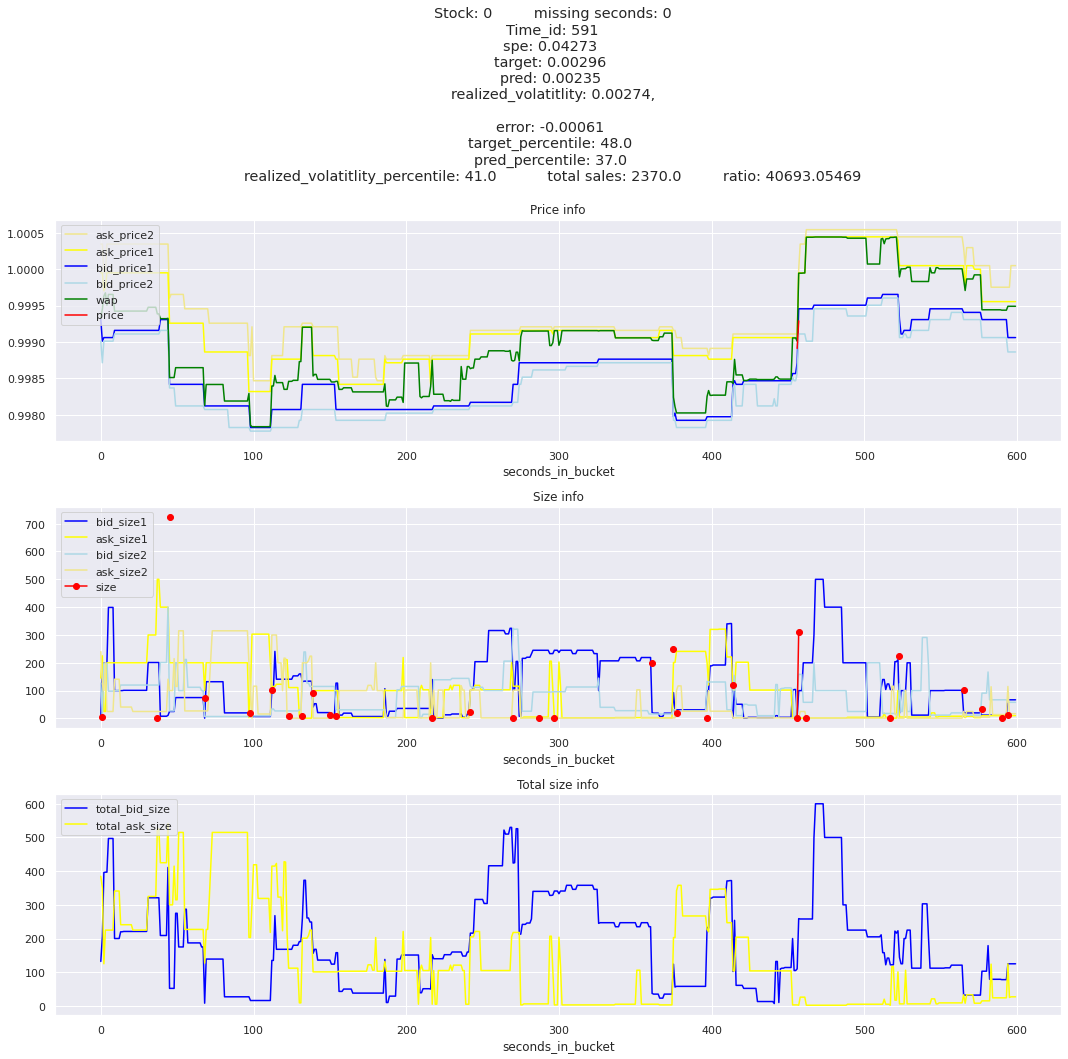 Stock: 0 missing seconds: 0
Time_id: 591
spe: 0.04273
target: 0.00296
pred: 0.00235
realized_volatitlity: 0.00274,
error: -0.00061
target_percentile: 48.0
pred_percentile: 37.0
realized_volatitlity_percentile: 41.0 total sales: 2370.0 ratio: 40693.05469
Price info
1.0005
1.0000
0.9995
0.9990
0.9985
0.9980
ask_price2
ask_price1
bid_price1
bid_price2
wap
price
0 100 200 300 400 500 600
seconds_in_bucket
Size info
700
600
500
400
300
200
100
0
bid_size1
ask_size1
bid_size2
ask_size2
size
0 100 200 300 400 500 600
seconds_in_bucket
Total size info
600
500
400
300
200
100
0
total_bid_size
total_ask_size
0 100 200 300 400 500 600
seconds_in_bucket